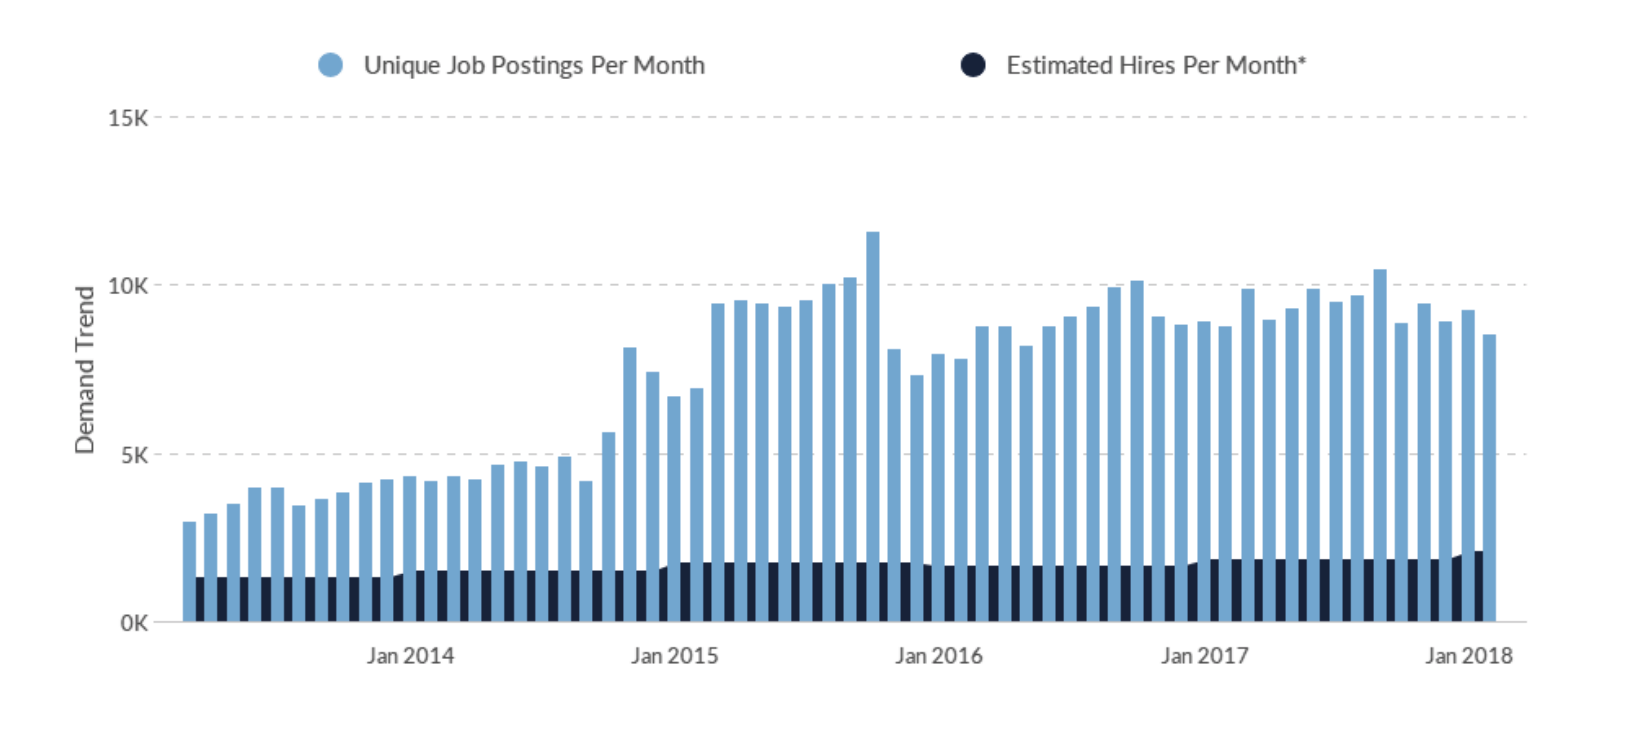 Unique Job Postings Per Month
Estimated Hires Per Month*
15K
10K
5K
0K
Demand Trend
Jan 2014
Jan 2015
Jan 2016
Jan 2017
Jan 2018